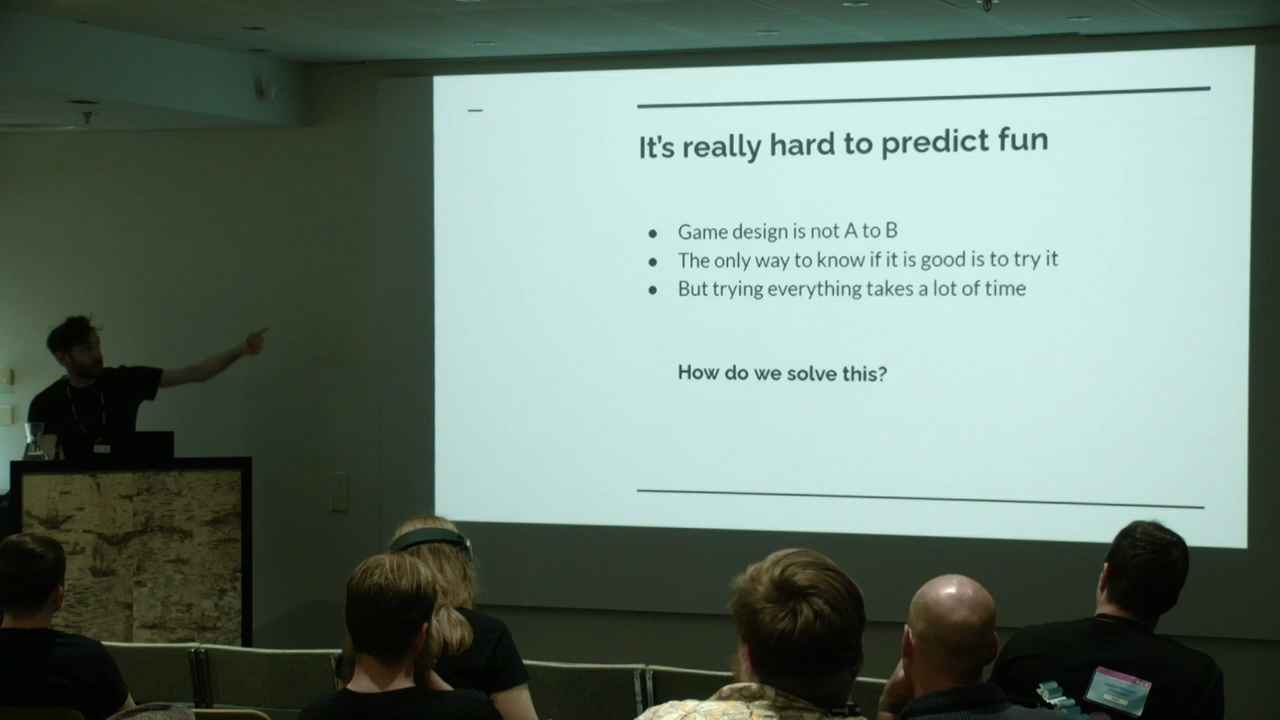 It's really hard to predict fun
Game design is not A to B
The only way to know if it is good is to try it
But trying everything takes a lot of time
How do we solve this?